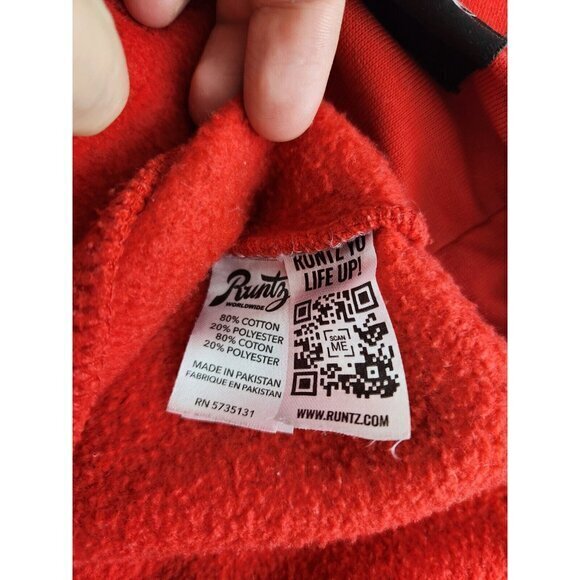 Runtz
WORLDWIDE
80% COTTON
20% POLYESTER
80% COTON
20% POLYESTER
MADE IN PAKISTAN
FABRIQUE EN PAKISTAN
RN 5735131
RUNTZ YO
LIFE UP!
SCAN
ME
WWW.RUNTZ.COM